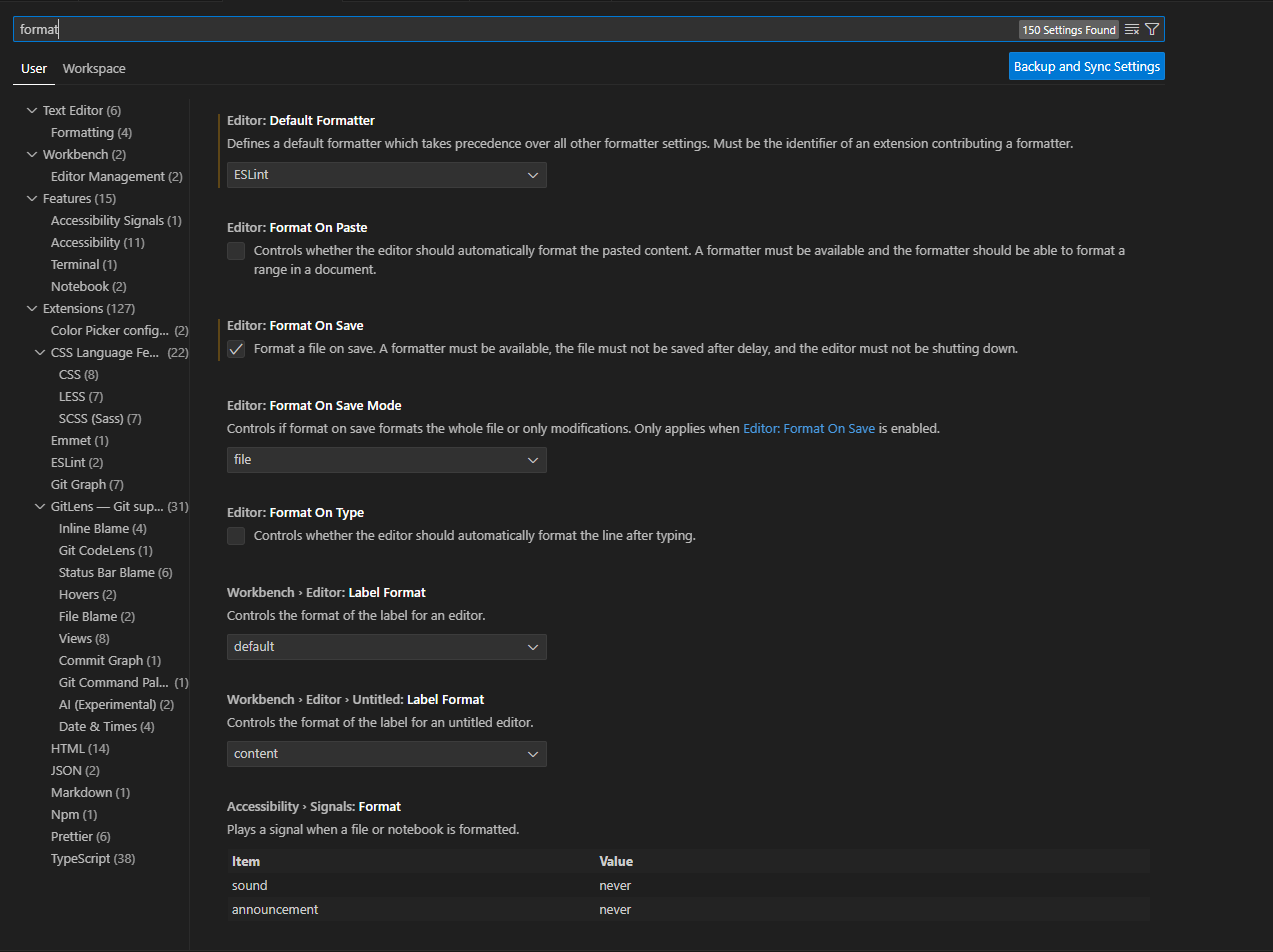 format
150 Settings Found
User
Workspace
Backup and Sync Settings
Text Editor (6)
Formatting (4)
Workbench (2)
Editor Management (2)
Features (15)
Accessibility Signals (1)
Accessibility (11)
Terminal (1)
Notebook (2)
Extensions (127)
Color Picker config... (2)
CSS Language Fe... (22)
CSS (8)
LESS (7)
SCSS (Sass) (7)
Emmet (1)
ESLint (2)
Git Graph (7)
GitLens — Git sup... (31)
Inline Blame (4)
Git CodeLens (1)
Status Bar Blame (6)
Hovers (2)
File Blame (2)
Views (8)
Commit Graph (1)
Git Command Pal... (1)
AI (Experimental) (2)
Date & Times (4)
HTML (14)
JSON (2)
Markdown (1)
Npm (1)
Prettier (6)
TypeScript (38)
Editor: Default Formatter
Defines a default formatter which takes precedence over all other formatter settings. Must be the identifier of an extension contributing a formatter.
ESLint
Editor: Format On Paste
Controls whether the editor should automatically format the pasted content. A formatter must be available and the formatter should be able to format a
range in a document.
Editor: Format On Save
Format a file on save. A formatter must be available, the file must not be saved after delay, and the editor must not be shutting down.
Editor: Format On Save Mode
Controls if format on save formats the whole file or only modifications. Only applies when Editor: Format On Save is enabled.
file
Editor: Format On Type
Controls whether the editor should automatically format the line after typing.
Workbench › Editor: Label Format
Controls the format of the label for an editor.
default
Workbench › Editor › Untitled: Label Format
Controls the format of the label for an untitled editor.
content
Accessibility › Signals: Format
Plays a signal when a file or notebook is formatted.
Item Value
sound never
announcement never